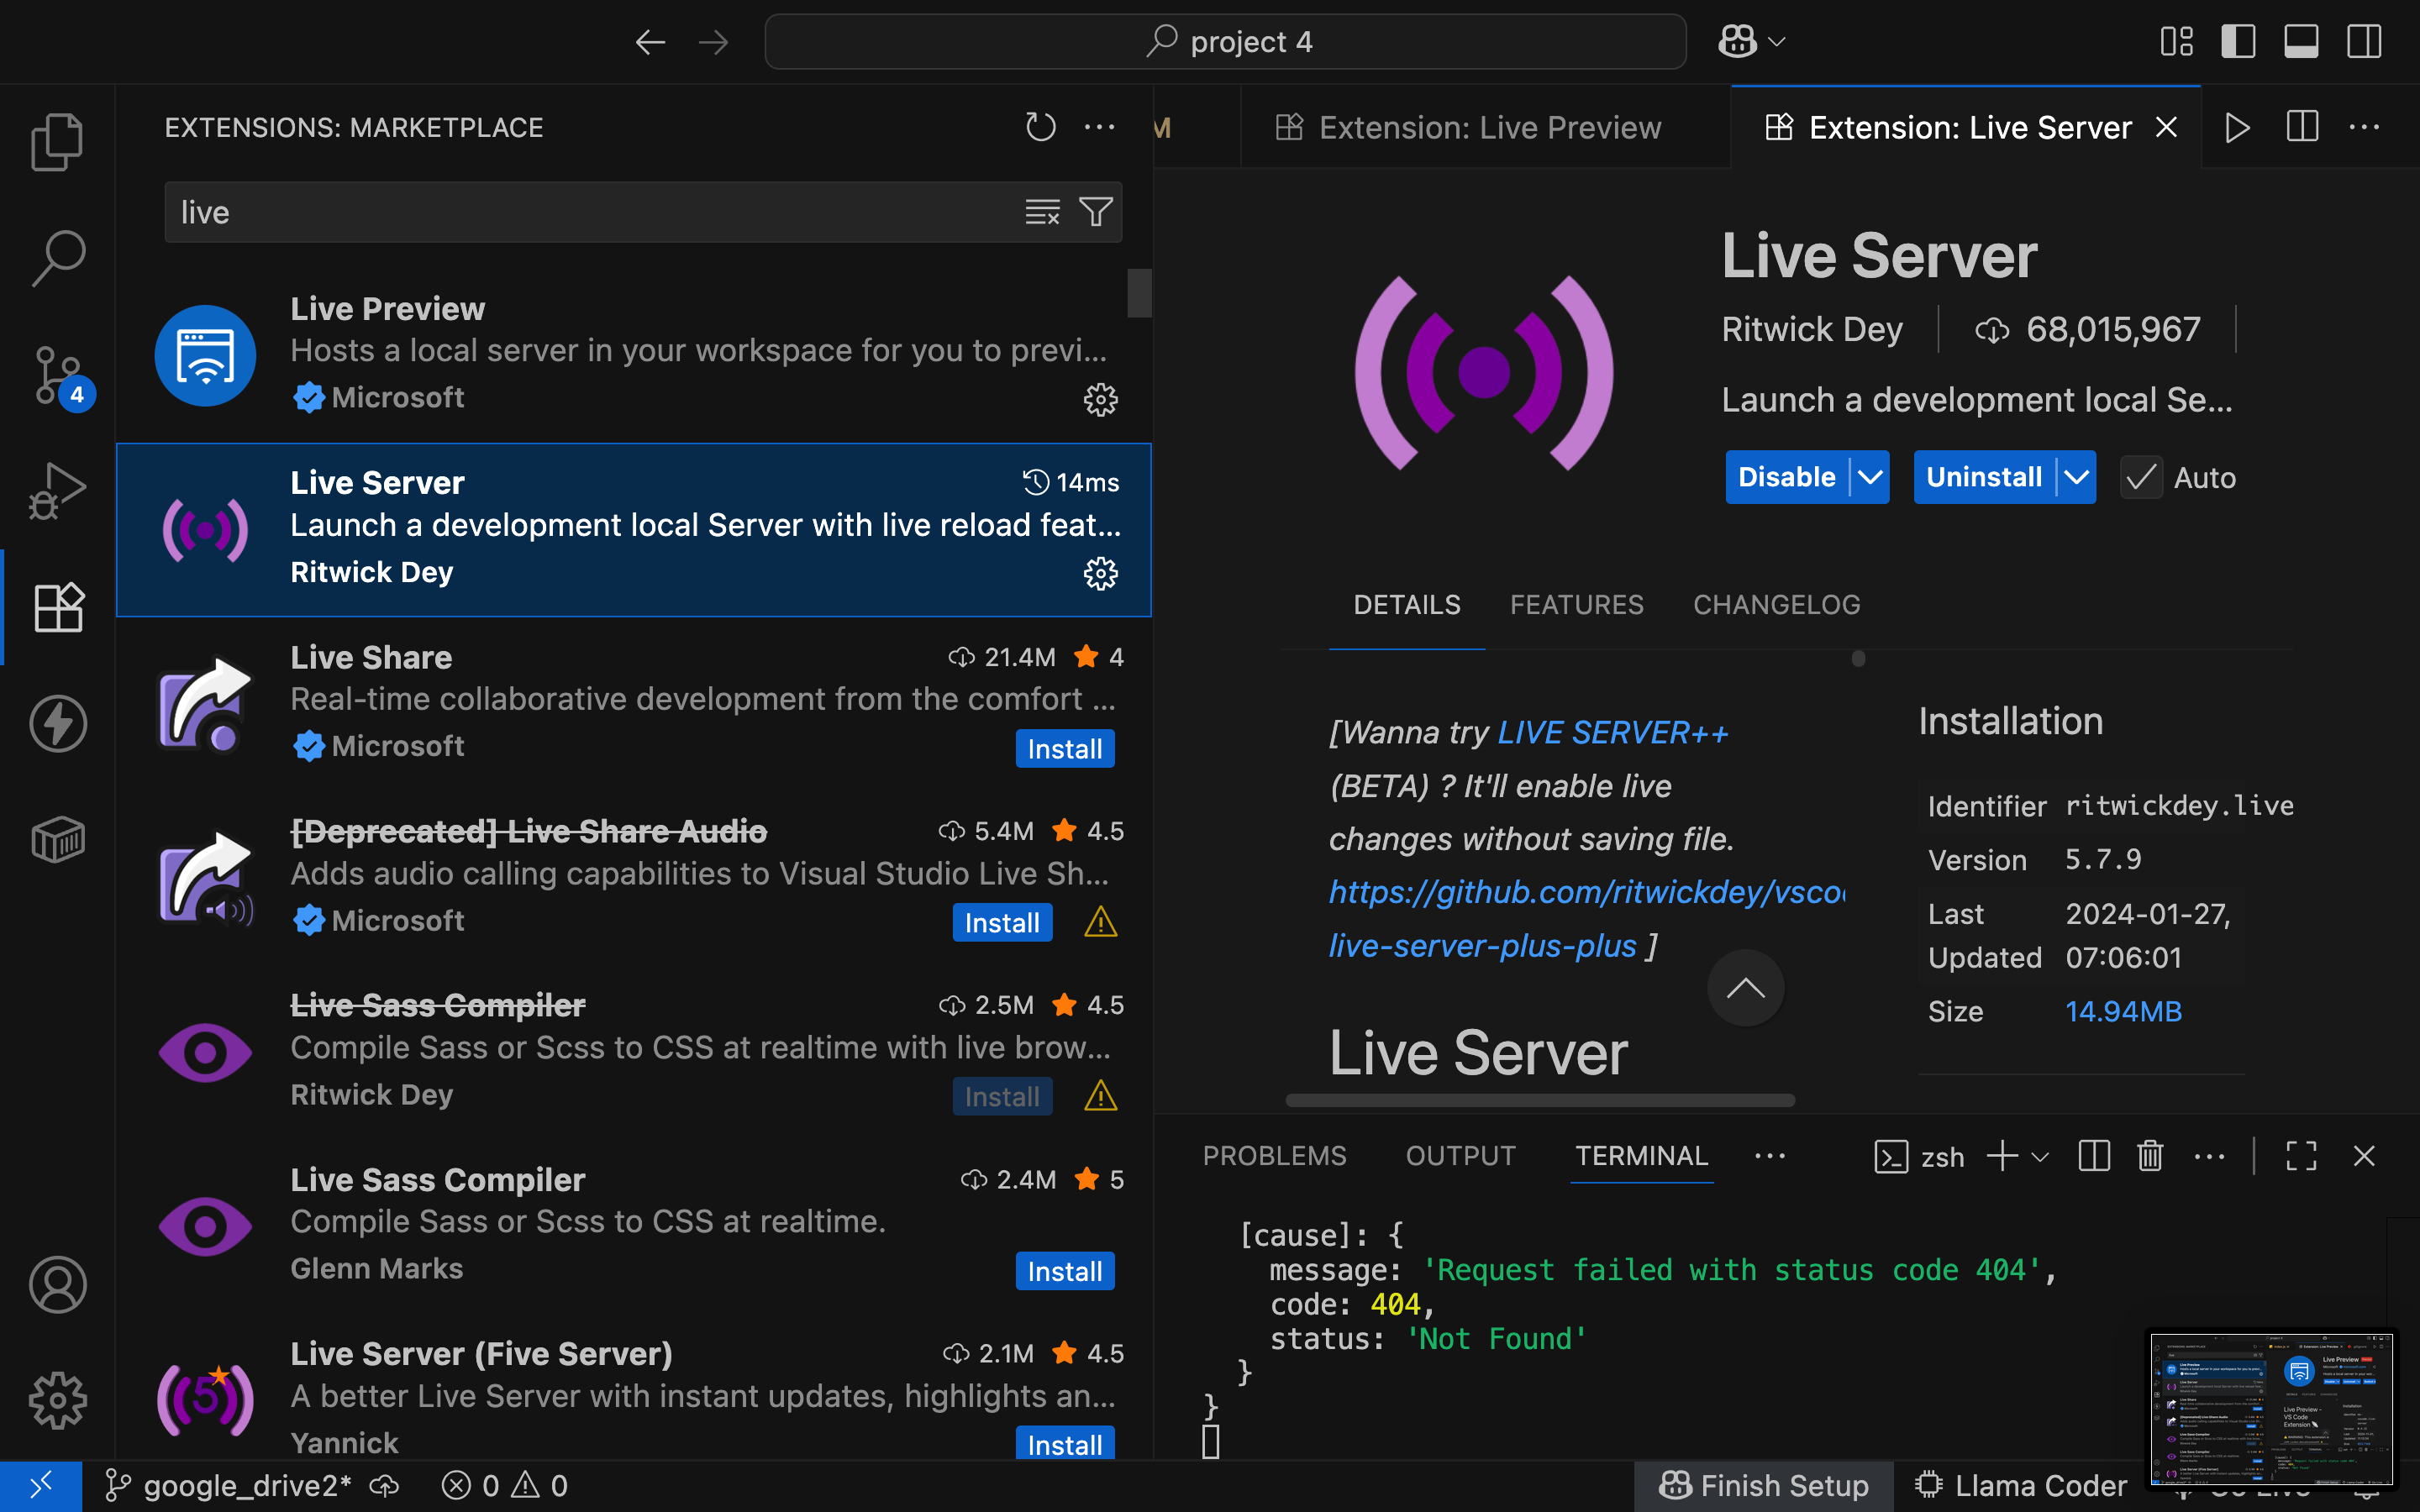 project 4
EXTENSIONS: MARKETPLACE
live
Live Preview
Hosts a local server in your workspace for you to previ...
Microsoft
Live Server
14ms
Launch a development local Server with live reload feat...
Ritwick Dey
Live Share
21.4M
4
Real-time collaborative development from the comfort ...
Microsoft
Install
[Deprecated] Live Share Audio
5.4M
4.5
Adds audio calling capabilities to Visual Studio Live Sh...
Microsoft
Install
Live Sass Compiler
2.5M
4.5
Compile Sass or Scss to CSS at realtime with live brow...
Ritwick Dey
Install
Live Sass Compiler
2.4M
5
Compile Sass or Scss to CSS at realtime.
Glenn Marks
Install
Live Server (Five Server)
2.1M
4.5
A better Live Server with instant updates, highlights an...
Yannick
Install
4
M
Extension: Live Preview
Extension: Live Server
Live Server
Ritwick Dey
68,015,967
Launch a development local Se...
Disable
Uninstall
Auto
DETAILS
FEATURES
CHANGELOG
[Wanna try LIVE SERVER++
(BETA) ? It'll enable live
changes without saving file.
https://github.com/ritwickdey/vsco
live-server-plus-plus ]
Live Server
Installation
Identifier ritwickdey.live
Version 5.7.9
Last 2024-01-27,
Updated 07:06:01
Size 14.94MB
PROBLEMS
OUTPUT
TERMINAL
zsh
[cause]: {
message: 'Request failed with status code 404',
code: 404,
status: 'Not Found'
}
}
google_drive2*
0
0
Finish Setup
Llama Coder